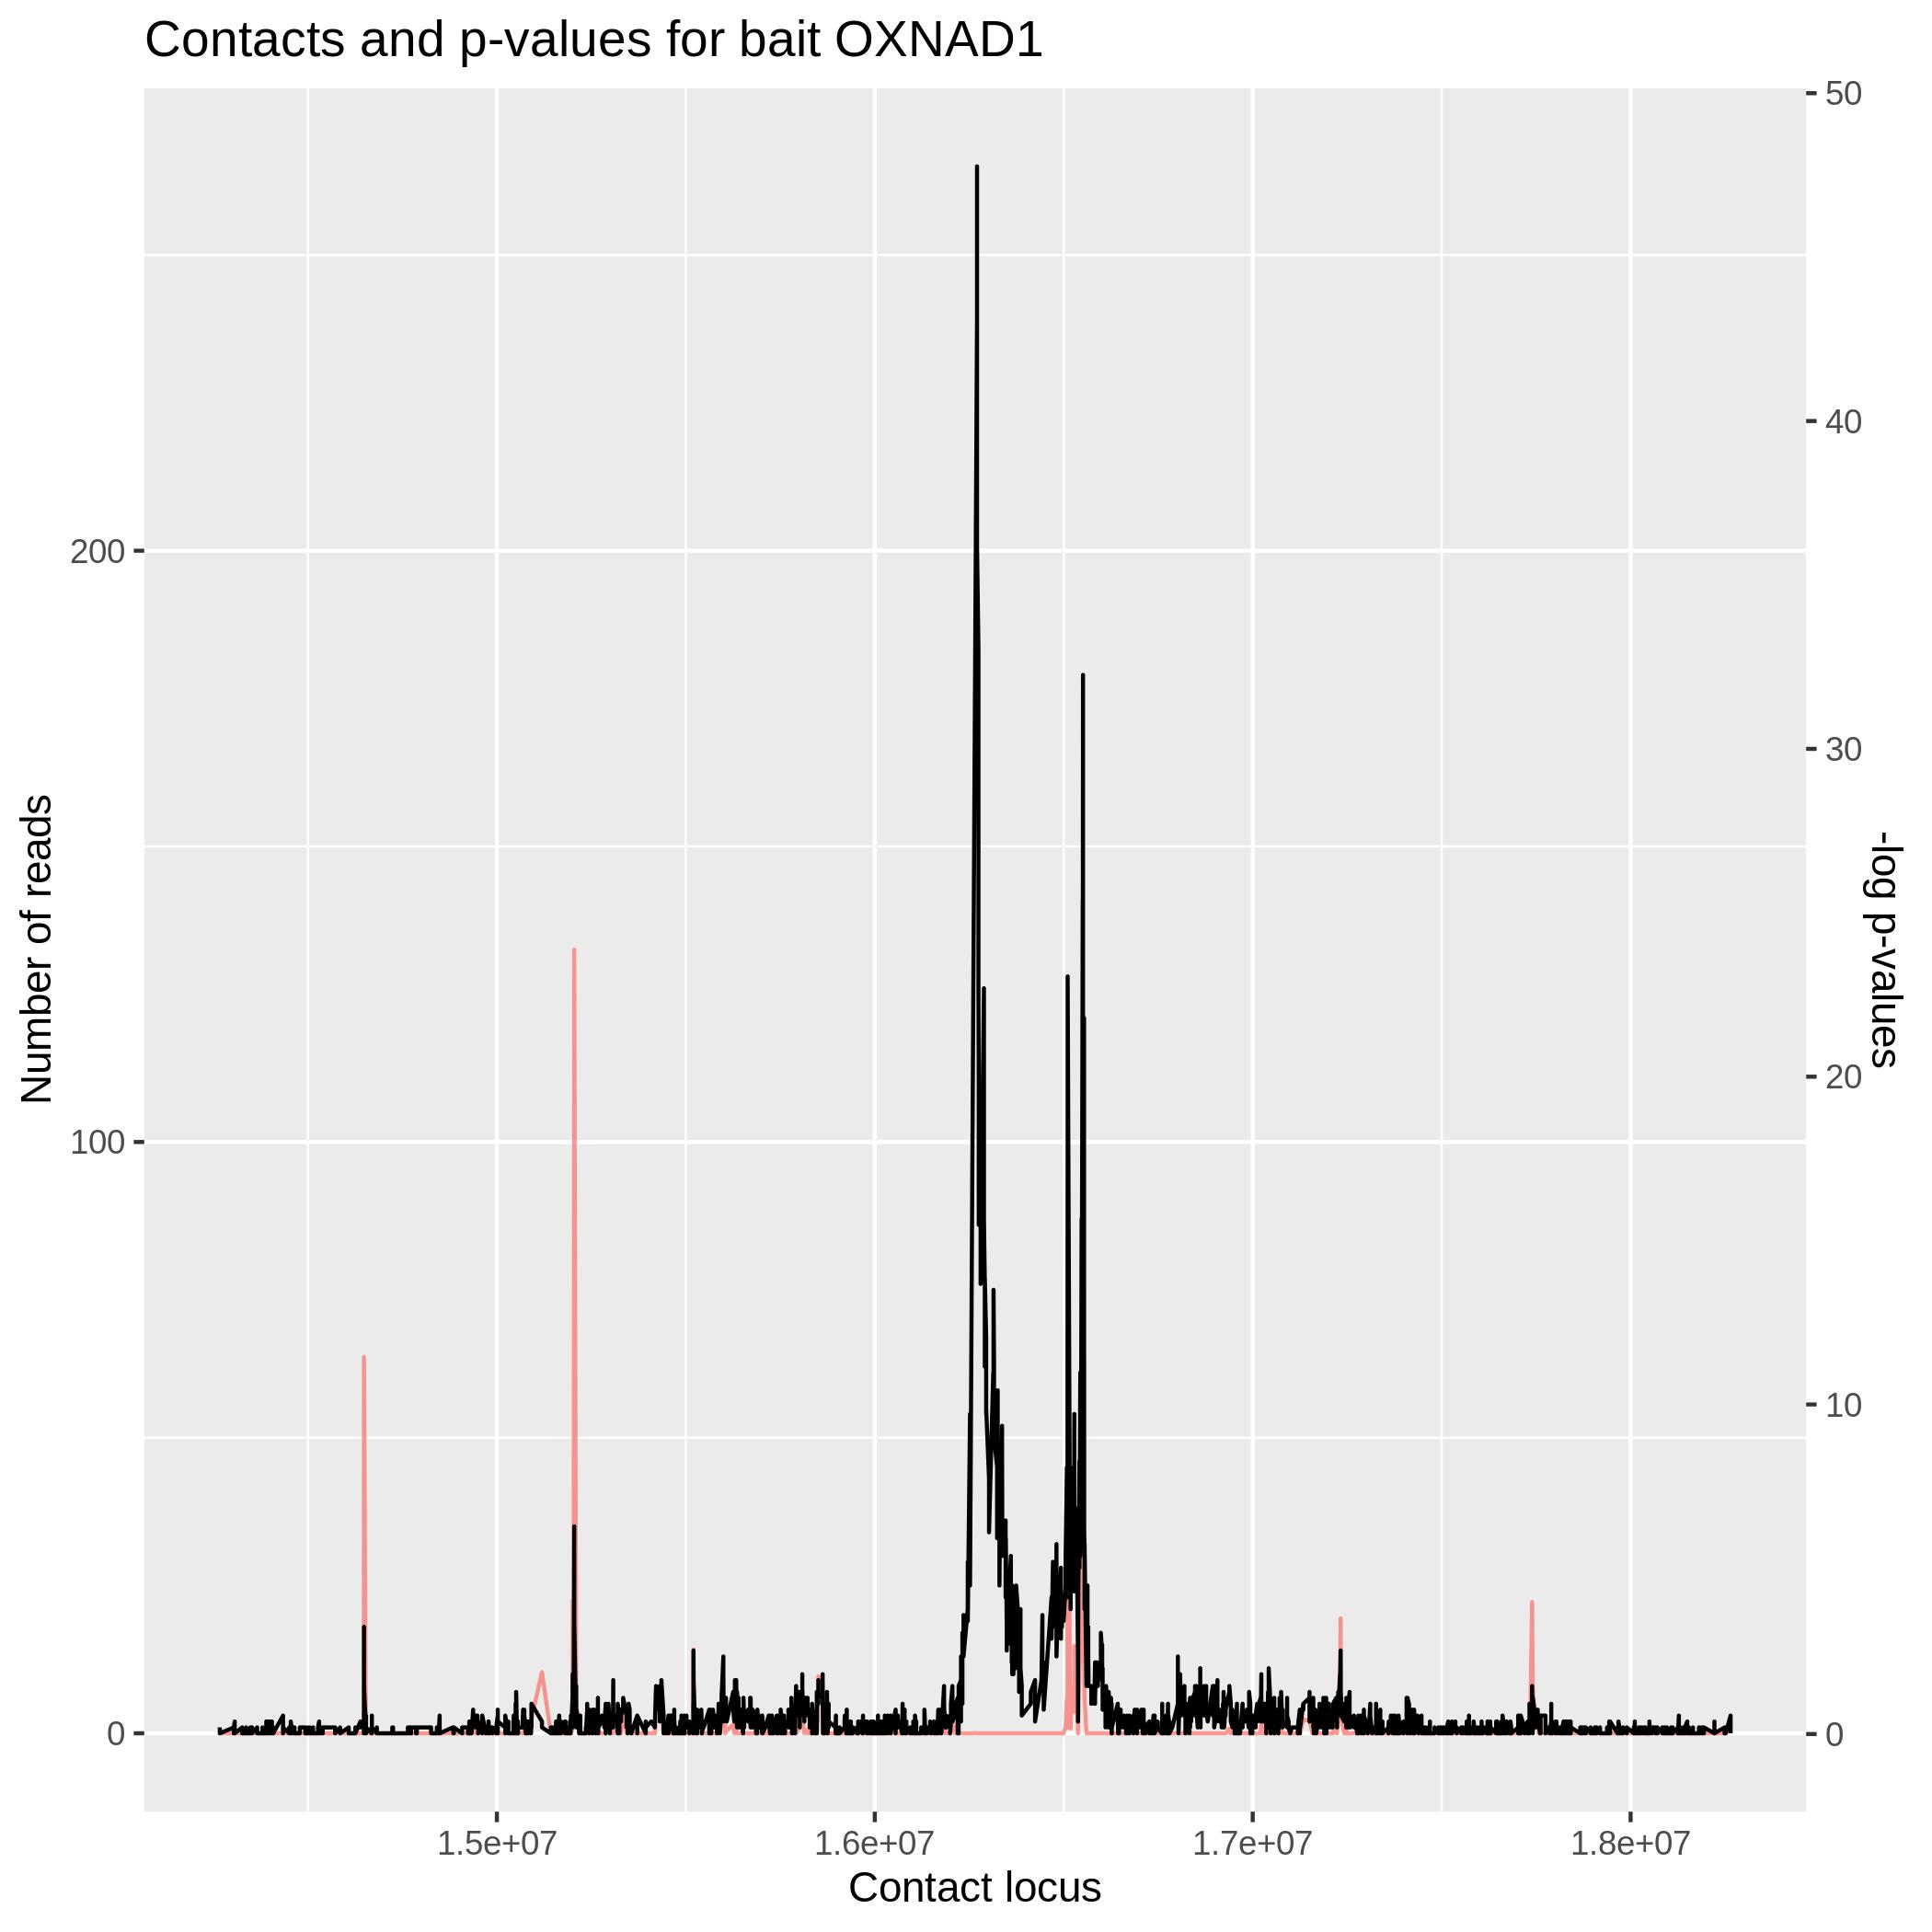 Contacts and p-values for bait OXNAD1
Number of reads
200
100
0
50
40
30
20
10
0
-log p-values
1.5e+07
1.6e+07
1.7e+07
1.8e+07
Contact locus